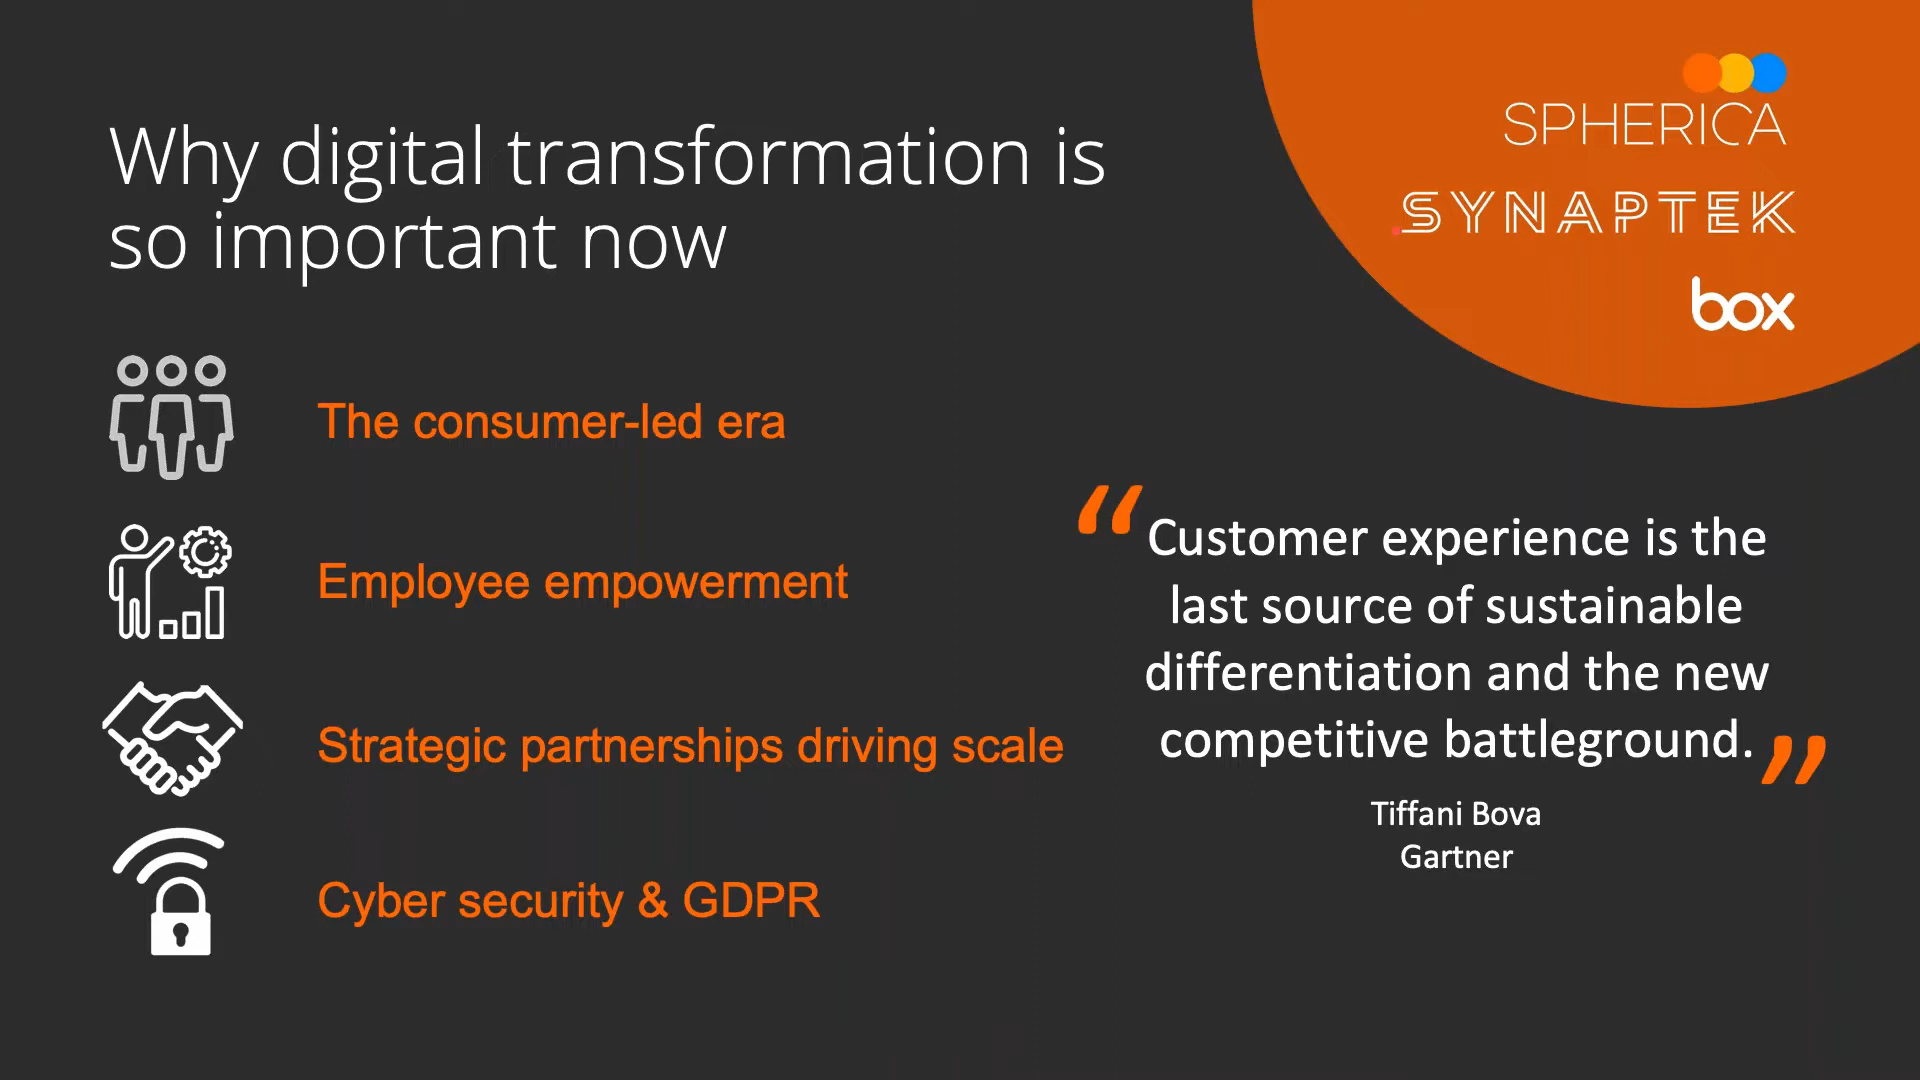 Why digital transformation is
so important now
SPHERICA
SYNAPTEK
box
The consumer-led era
Employee empowerment
Strategic partnerships driving scale
Cyber security & GDPR
“Customer experience is the
last source of sustainable
differentiation and the new
competitive battleground.”
Tiffani Bova
Gartner